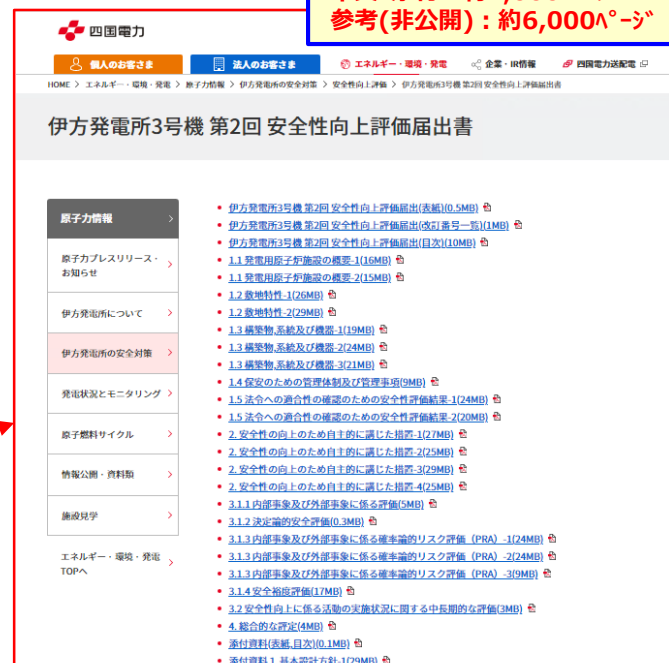 参考(非公開)：約6,000ﾍﾟｰｼﾞ
四国電力
個人のお客さま
法人のお客さま
エネルギー・環境・発電
企業・IR情報
四国電力送配電
HOME > エネルギー・環境・発電 > 原子力情報 > 伊方発電所の安全対策 > 安全性向上評価 > 伊方発電所3号機 第2回 安全性向上評価届出書
伊方発電所3号機 第2回 安全性向上評価届出書
原子力情報
原子力プレスリリース・
お知らせ
伊方発電所について
伊方発電所の安全対策
発電状況とモニタリング
原子燃料サイクル
情報公開・資料類
施設見学
エネルギー・環境・発電
TOPへ
伊方発電所3号機 第2回 安全性向上評価届出(表紙)(0.5MB)
伊方発電所3号機 第2回 安全性向上評価届出(改訂番号一覧)(1MB)
伊方発電所3号機 第2回 安全性向上評価届出(目次)(10MB)
1.1 発電用原子炉施設の概要-1(16MB)
1.1 発電用原子炉施設の概要-2(15MB)
1.2 敷地特性-1(26MB)
1.2 敷地特性-2(29MB)
1.3 構築物,系統及び機器-1(19MB)
1.3 構築物,系統及び機器-2(24MB)
1.3 構築物,系統及び機器-3(21MB)
1.4 保安のための管理体制及び管理事項(9MB)
1.5 法令への適合性の確認のための安全性評価結果-1(24MB)
1.5 法令への適合性の確認のための安全性評価結果-2(20MB)
2. 安全性の向上のため自主的に講じた措置-1(27MB)
2. 安全性の向上のため自主的に講じた措置-2(25MB)
2. 安全性の向上のため自主的に講じた措置-3(29MB)
2. 安全性の向上のため自主的に講じた措置-4(25MB)
3.1.1 内部事象及び外部事象に係る評価(5MB)
3.1.2 決定論的安全評価(0.3MB)
3.1.3 内部事象及び外部事象に係る確率論的リスク評価（PRA）-1(24MB)
3.1.3 内部事象及び外部事象に係る確率論的リスク評価（PRA）-2(24MB)
3.1.3 内部事象及び外部事象に係る確率論的リスク評価（PRA）-3(9MB)
3.1.4 安全裕度評価(17MB)
3.2 安全性向上に係る活動の実施状況に関する中長期的な評価(3MB)
4. 総合的な評定(4MB)
添付資料(表紙,目次)(0.1MB)
添付資料 1 基本設計方針-1(29MB)